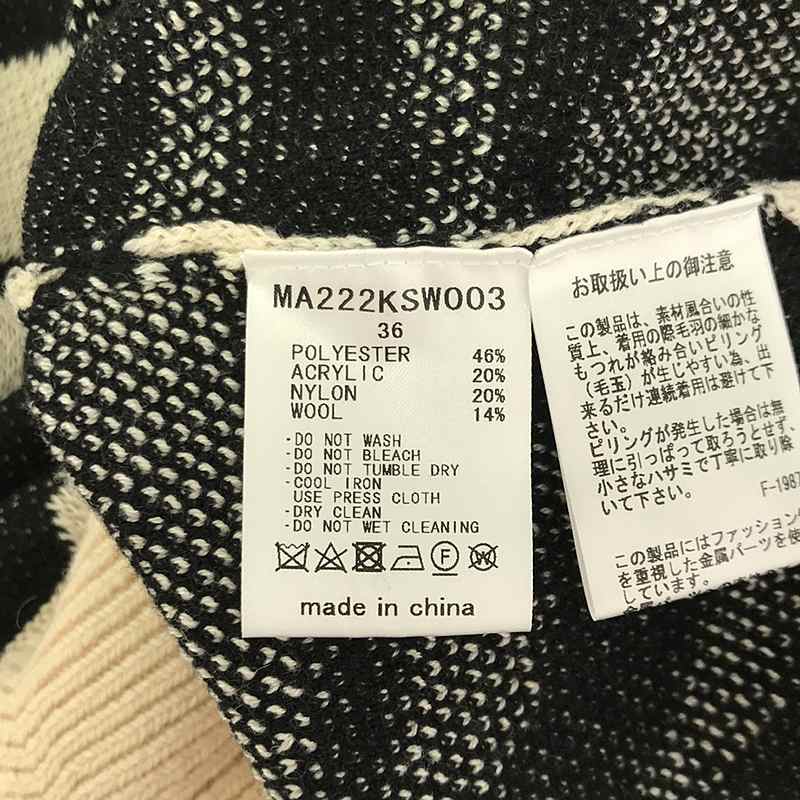 MA222KSW003
36
POLYESTER 46%
ACRYLIC 20%
NYLON 20%
WOOL 14%
-DO NOT WASH
-DO NOT BLEACH
-DO NOT TUMBLE DRY
-COOL IRON
USE PRESS CLOTH
-DRY CLEAN
-DO NOT WET CLEANING
F W
made in china
お取扱い上の御注意
この製品は、素材風合いの性
質上、着用の際毛羽の細かな
もつれが絡み合いピリング
(毛玉)が生じやすい為、出
来るだけ連続着用は避けて下
さい。
ピリングが発生した場合は無
理に引っぱって取ろうとせず、
小さなハサミで丁寧に取り除
いて下さい。
F-1987
この製品にはファッション
を重視した金属パーツを使
しています。